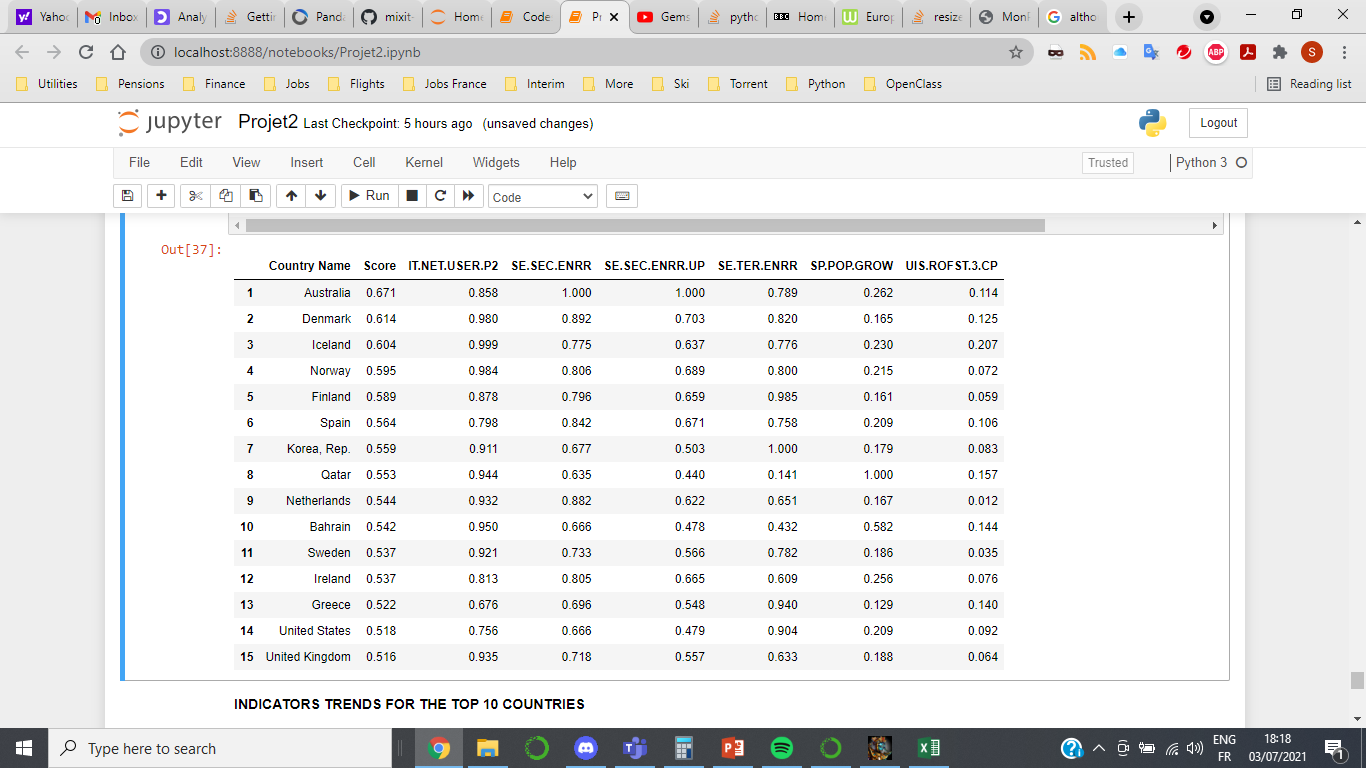 Yahoo Inbox Analy Gettin Panda mixit- Home Code Pr Gems pytho BBC Home Europ resize Monk altho
localhost:8888/notebooks/Projet2.ipynb ABP S
Utilities Pensions Finance Jobs Flights Jobs France Interim More Ski Torrent Python OpenClass Reading list
jupyter Projet2 Last Checkpoint: 5 hours ago (unsaved changes) Logout
File Edit View Insert Cell Kernel Widgets Help Trusted Python 3
Run Code
Out[37]:
Country Name Score IT.NET.USER.P2 SE.SEC.ENRR SE.SEC.ENRR.UP SE.TER.ENRR SP.POP.GROW UIS.ROFST.3.CP
1 Australia 0.671 0.858 1.000 1.000 0.789 0.262 0.114
2 Denmark 0.614 0.980 0.892 0.703 0.820 0.165 0.125
3 Iceland 0.604 0.999 0.775 0.637 0.776 0.230 0.207
4 Norway 0.595 0.984 0.806 0.689 0.800 0.215 0.072
5 Finland 0.589 0.878 0.796 0.659 0.985 0.161 0.059
6 Spain 0.564 0.798 0.842 0.671 0.758 0.209 0.106
7 Korea, Rep. 0.559 0.911 0.677 0.503 1.000 0.179 0.083
8 Qatar 0.553 0.944 0.635 0.440 0.141 1.000 0.157
9 Netherlands 0.544 0.932 0.882 0.622 0.651 0.167 0.012
10 Bahrain 0.542 0.950 0.666 0.478 0.432 0.582 0.144
11 Sweden 0.537 0.921 0.733 0.566 0.782 0.186 0.035
12 Ireland 0.537 0.813 0.805 0.665 0.609 0.256 0.076
13 Greece 0.522 0.676 0.696 0.548 0.940 0.129 0.140
14 United States 0.518 0.756 0.666 0.479 0.904 0.209 0.092
15 United Kingdom 0.516 0.935 0.718 0.557 0.633 0.188 0.064
INDICATORS TRENDS FOR THE TOP 10 COUNTRIES
Type here to search ENG 18:18
FR 03/07/2021 1